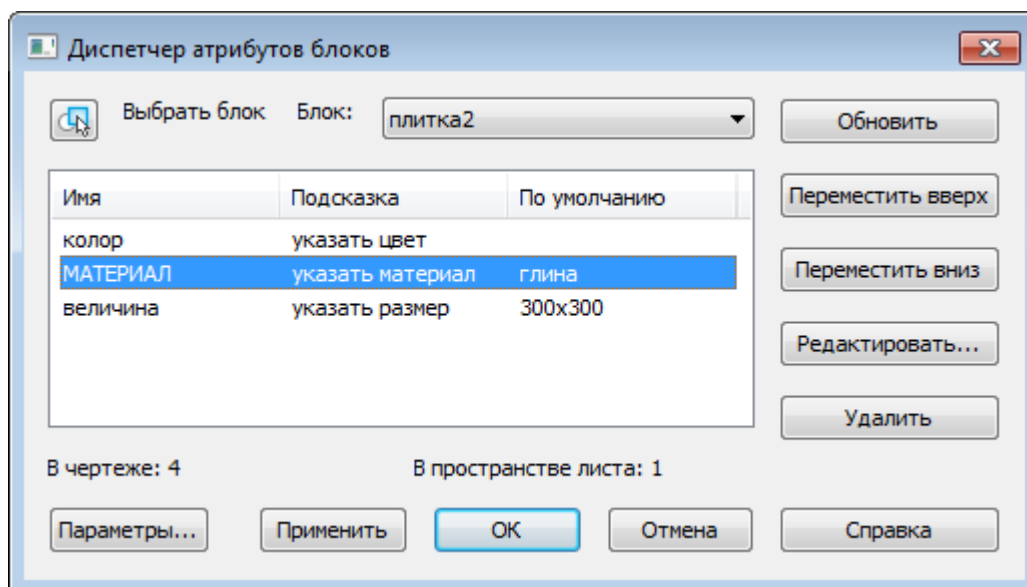 Диспетчер атрибутов блоков
Выбрать блок Блок: плитка2 Обновить
Имя Подсказка По умолчанию Переместить вверх
колор указать цвет
МАТЕРИАЛ указать материал глина Переместить вниз
величина указать размер 300x300
Редактировать...
Удалить
В чертеже: 4 В пространстве листа: 1
Параметры... Применить ОК Отмена Справка